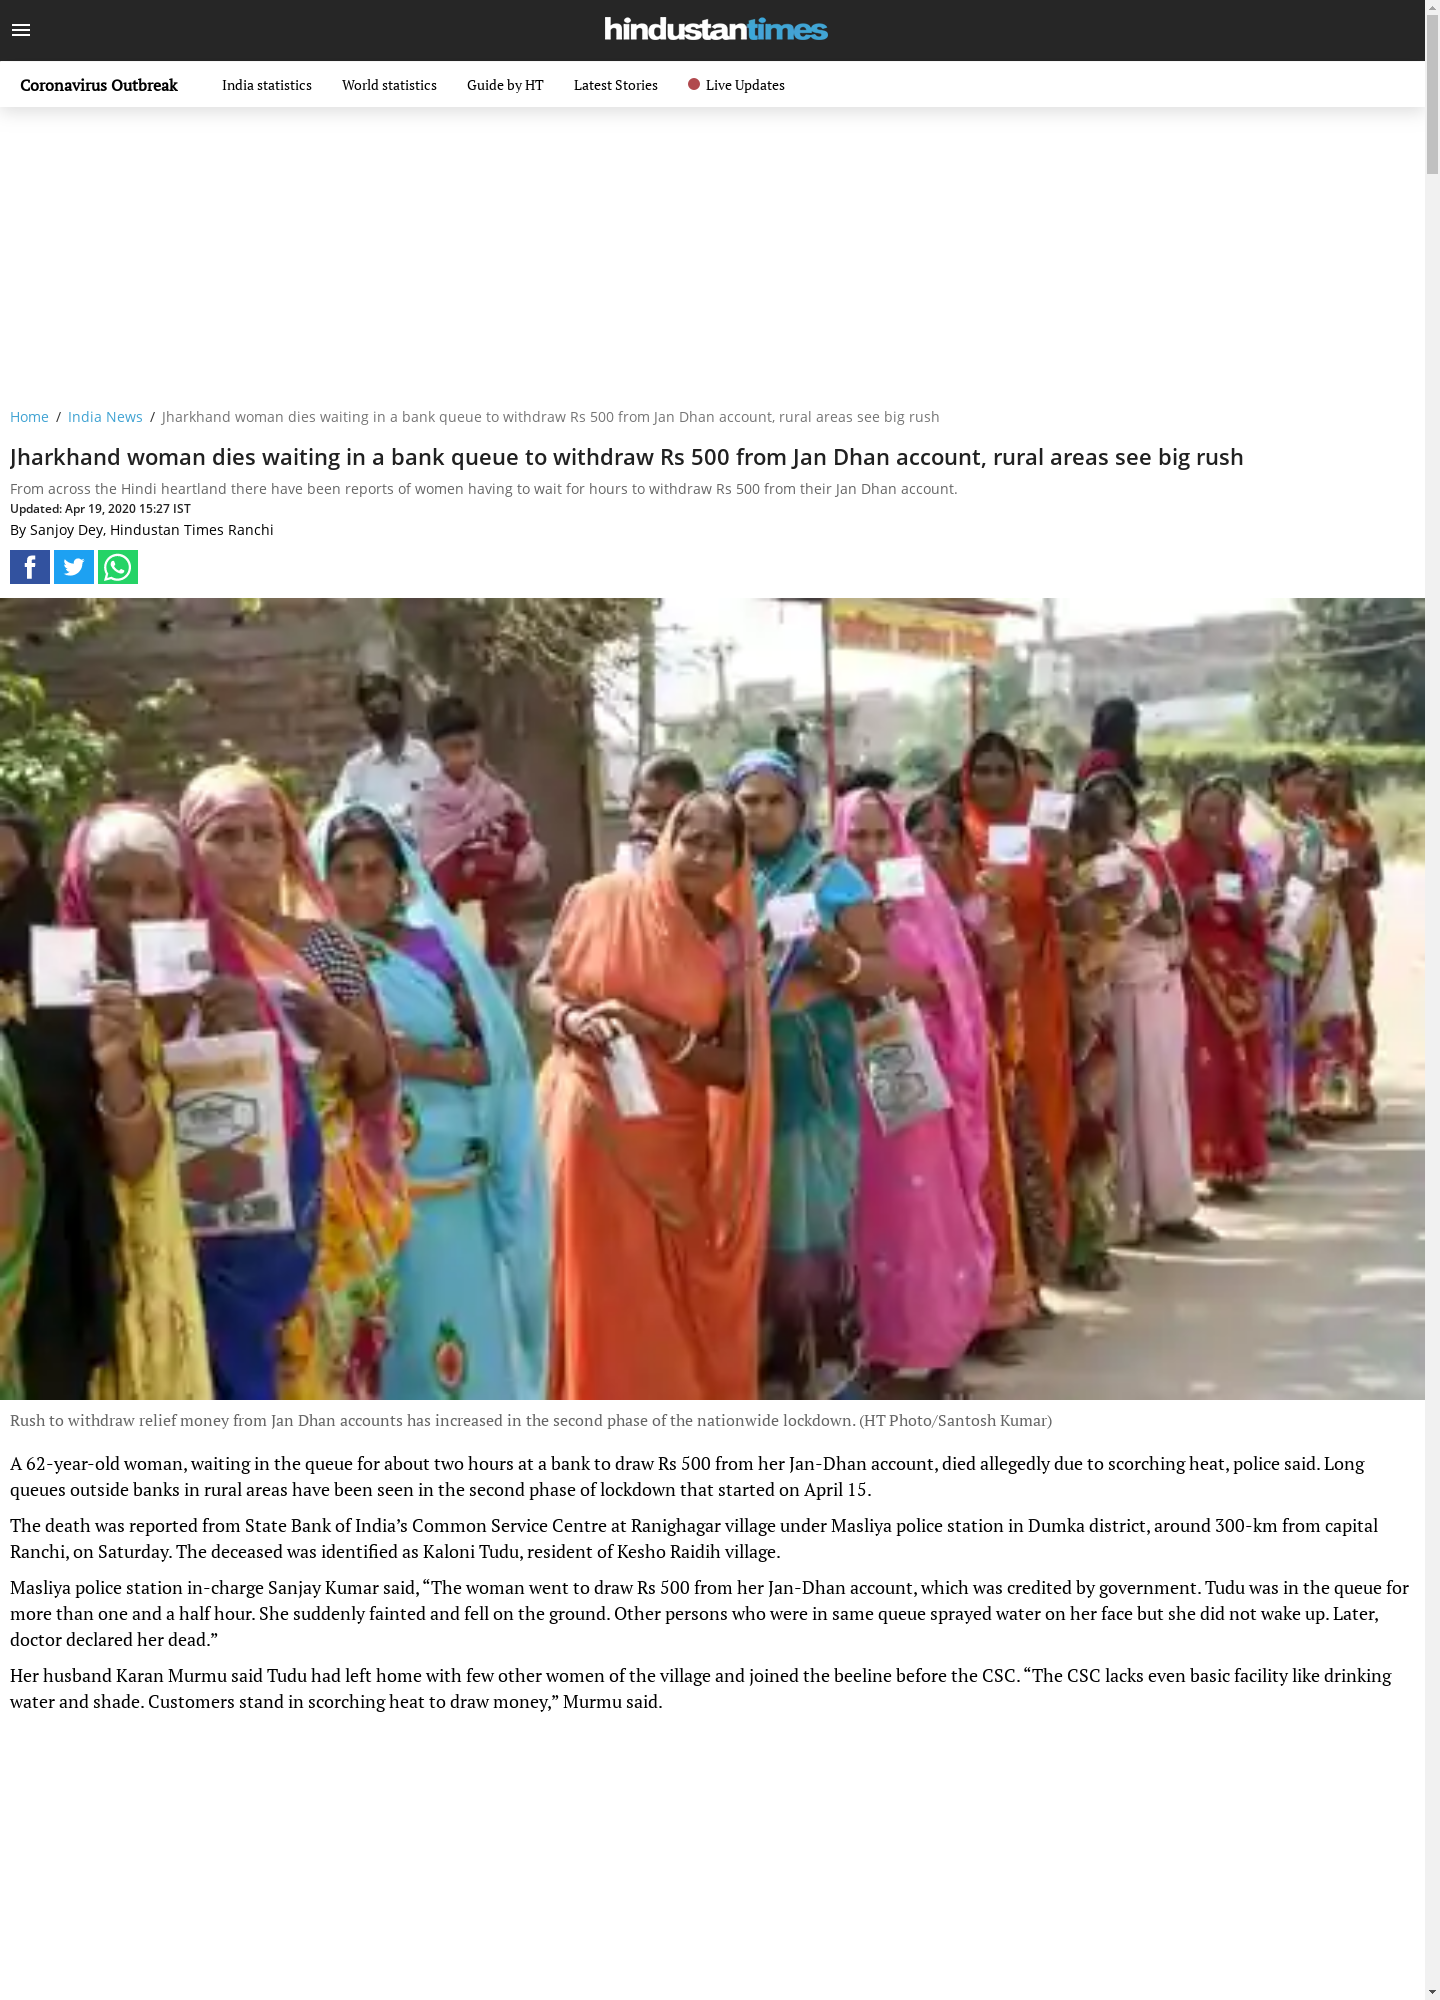 hindustantimes
Coronavirus Outbreak India statistics World statistics Guide by HT Latest Stories Live Updates
Home / India News / Jharkhand woman dies waiting in a bank queue to withdraw Rs 500 from Jan Dhan account, rural areas see big rush
Jharkhand woman dies waiting in a bank queue to withdraw Rs 500 from Jan Dhan account, rural areas see big rush
From across the Hindi heartland there have been reports of women having to wait for hours to withdraw Rs 500 from their Jan Dhan account.
Updated: Apr 19, 2020 15:27 IST
By Sanjoy Dey, Hindustan Times Ranchi
Rush to withdraw relief money from Jan Dhan accounts has increased in the second phase of the nationwide lockdown. (HT Photo/Santosh Kumar)
A 62-year-old woman, waiting in the queue for about two hours at a bank to draw Rs 500 from her Jan-Dhan account, died allegedly due to scorching heat, police said. Long
queues outside banks in rural areas have been seen in the second phase of lockdown that started on April 15.
The death was reported from State Bank of India’s Common Service Centre at Ranighagar village under Masliya police station in Dumka district, around 300-km from capital
Ranchi, on Saturday. The deceased was identified as Kaloni Tudu, resident of Kesho Raidih village.
Masliya police station in-charge Sanjay Kumar said, “The woman went to draw Rs 500 from her Jan-Dhan account, which was credited by government. Tudu was in the queue for
more than one and a half hour. She suddenly fainted and fell on the ground. Other persons who were in same queue sprayed water on her face but she did not wake up. Later,
doctor declared her dead.”
Her husband Karan Murmu said Tudu had left home with few other women of the village and joined the beeline before the CSC. “The CSC lacks even basic facility like drinking
water and shade. Customers stand in scorching heat to draw money,” Murmu said.